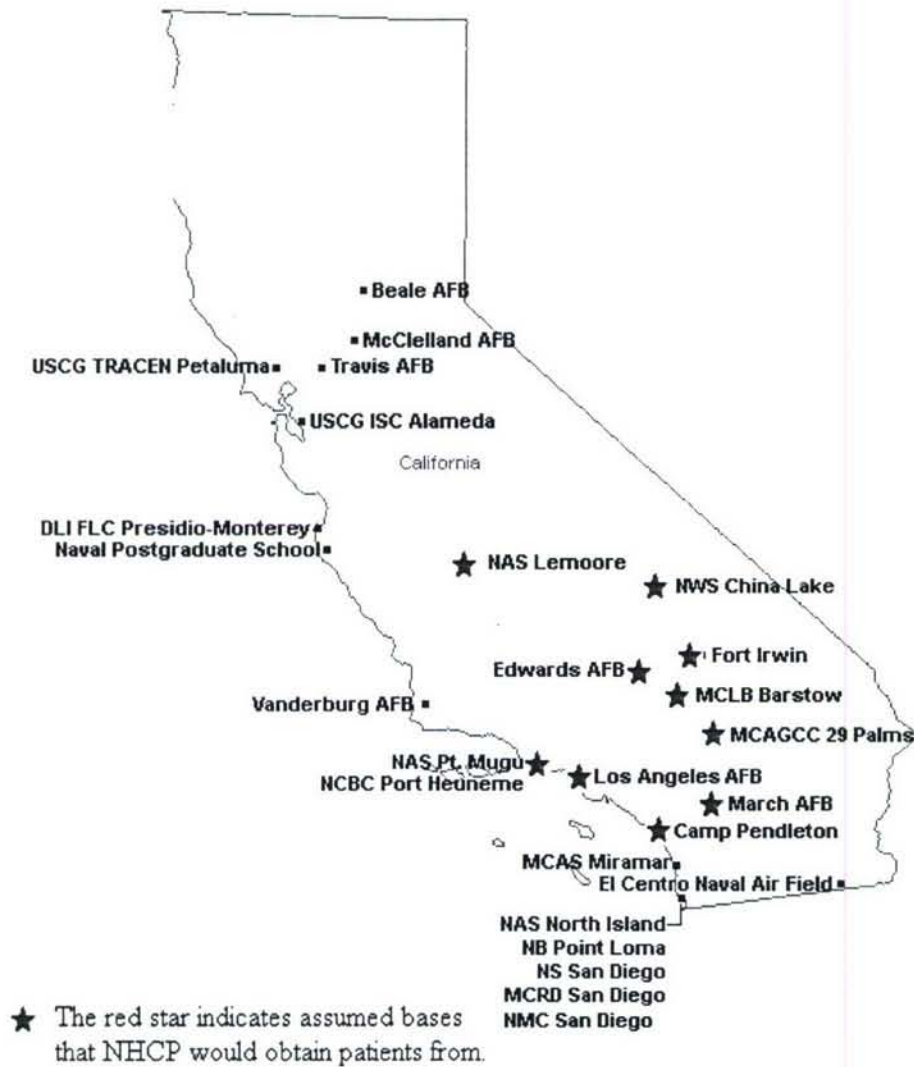 Beale AFB
McClelland AFB
USCG TRACEN Petaluma
Travis AFB
USCG ISC Alameda
California
DLI FLC Presidio-Monterey
Naval Postgraduate School
NAS Lemoore
NWS China Lake
Fort Irwin
Edwards AFB
MCLB Barstow
Vanderburg AFB
MCAGCC 29 Palms
NAS Pt. Mugu
NCBC Port Heuneme
Los Angeles AFB
March AFB
Camp Pendleton
MCAS Miramar
El Centro Naval Air Field
NAS North Island
NB Point Loma
NS San Diego
MCRD San Diego
NMC San Diego
The red star indicates assumed bases
that NHCP would obtain patients from.